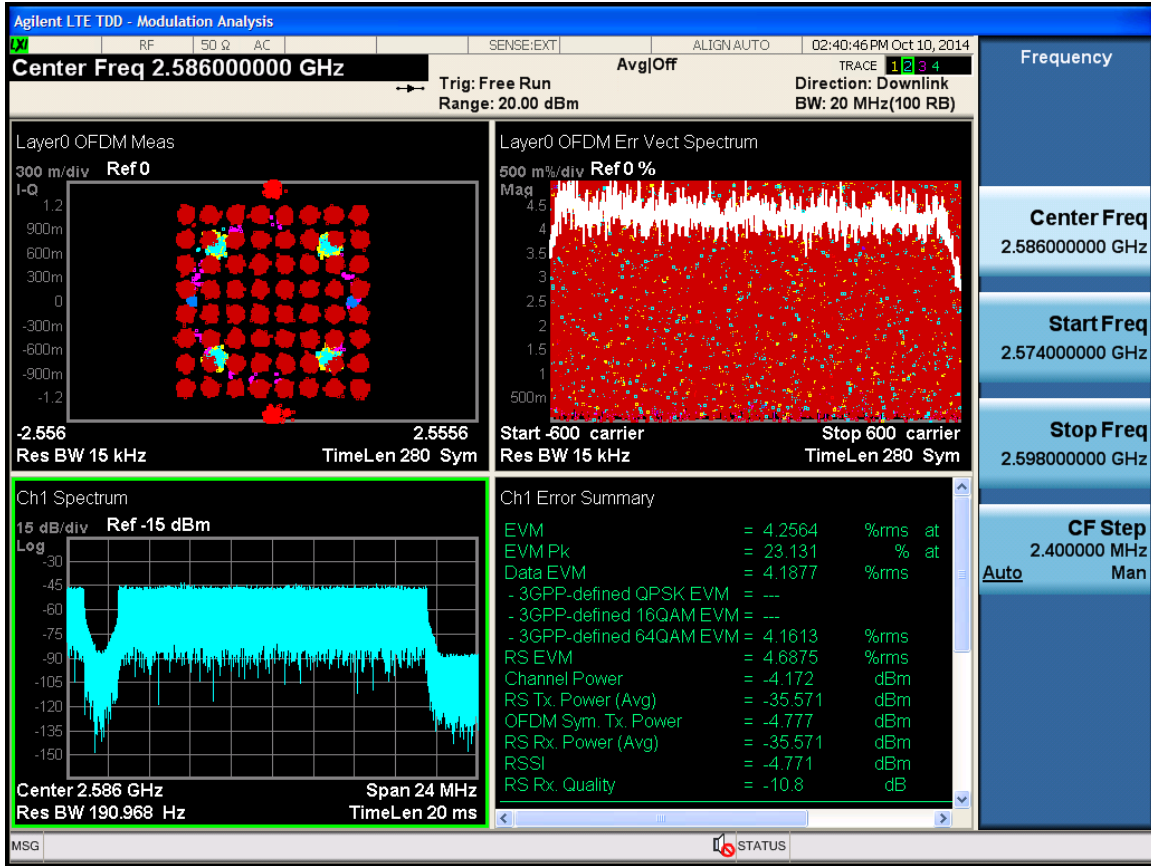 Agilent LTE TDD - Modulation Analysis
LXI RF 50 Ω AC SENSE:EXT ALIGN AUTO 02:40:46 PM Oct 10, 2014
Center Freq 2.586000000 GHz
Avg|Off
TRACE 1 2 3 4
Trig: Free Run
Direction: Downlink
Range: 20.00 dBm
BW: 20 MHz(100 RB)
Layer0 OFDM Meas
300 m/div Ref 0
I-Q
1.2
900m
600m
300m
0
-300m
-600m
-900m
-1.2
-2.556 2.5556
Res BW 15 kHz TimeLen 280 Sym
Layer0 OFDM Err Vect Spectrum
500 m%/div Ref 0 %
Mag
4.5
4
3.5
3
2.5
2
1.5
1
500m
Start -600 carrier Stop 600 carrier
Res BW 15 kHz TimeLen 280 Sym
Ch1 Spectrum
15 dB/div Ref -15 dBm
Log
-30
-45
-60
-75
-90
-105
-120
-135
-150
Center 2.586 GHz Span 24 MHz
Res BW 190.968 Hz TimeLen 20 ms
Ch1 Error Summary
EVM = 4.2564 %rms at
EVM Pk = 23.131 % at
Data EVM = 4.1877 %rms
- 3GPP-defined QPSK EVM = ---
- 3GPP-defined 16QAM EVM = ---
- 3GPP-defined 64QAM EVM = 4.1613 %rms
RS EVM = 4.6875 %rms
Channel Power = -4.172 dBm
RS Tx. Power (Avg) = -35.571 dBm
OFDM Sym. Tx. Power = -4.777 dBm
RS Rx. Power (Avg) = -35.571 dBm
RSSI = -4.771 dBm
RS Rx. Quality = -10.8 dB
Frequency
Center Freq
2.586000000 GHz
Start Freq
2.574000000 GHz
Stop Freq
2.598000000 GHz
CF Step
2.400000 MHz
Auto Man
MSG STATUS